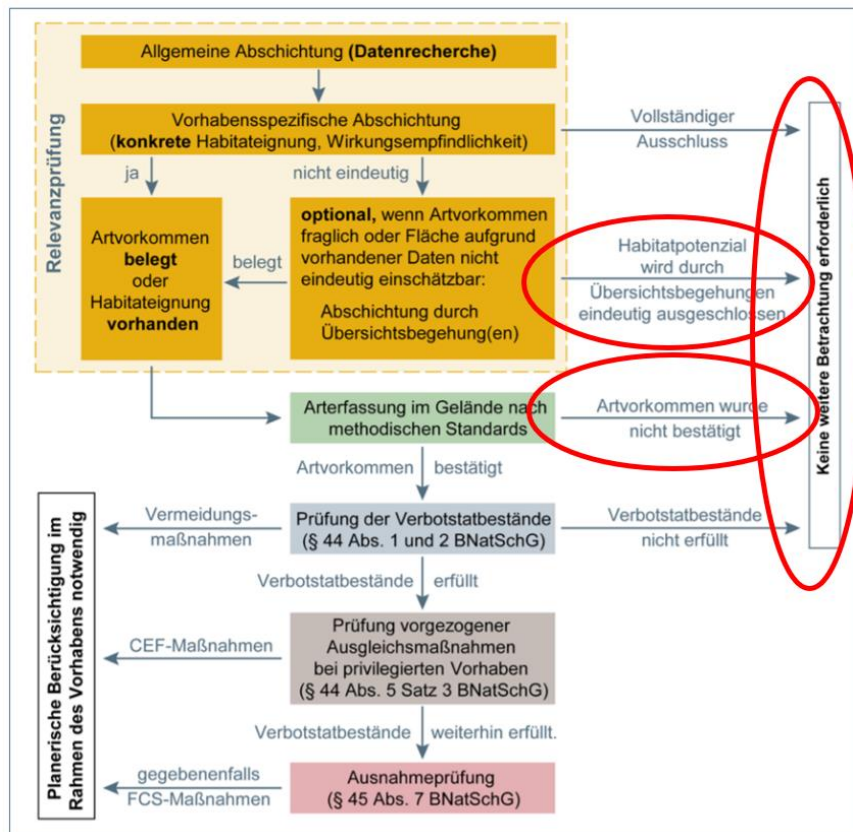 Relevanzprüfung
Allgemeine Abschichtung (Datenrecherche)
Vorhabensspezifische Abschichtung
(konkrete Habitateignung, Wirkungsempfindlichkeit)
Vollständiger
Ausschluss
ja
nicht eindeutig
Artvorkommen
belegt
oder
Habitateignung
vorhanden
belegt
optional, wenn Artvorkommen
fraglich oder Fläche aufgrund
vorhandener Daten nicht
eindeutig einschätzbar:
Abschichtung durch
Übersichtsbegehung(en)
Habitatpotenzial
wird durch
Übersichtsbegehungen
eindeutig ausgeschlossen
Keine weitere Betrachtung erforderlich
Arterfassung im Gelände nach
methodischen Standards
Artvorkommen wurde
nicht bestätigt
Artvorkommen bestätigt
Vermeidungs-
maßnahmen
Prüfung der Verbotstatbestände
(§ 44 Abs. 1 und 2 BNatSchG)
Verbotstatbestände
nicht erfüllt
Verbotstatbestände erfüllt
Planerische Berücksichtigung im
Rahmen des Vorhabens notwendig
CEF-Maßnahmen
Prüfung vorgezogener
Ausgleichsmaßnahmen
bei privilegierten Vorhaben
(§ 44 Abs. 5 Satz 3 BNatSchG)
Verbotstatbestände weiterhin erfüllt.
gegebenenfalls
FCS-Maßnahmen
Ausnahmeprüfung
(§ 45 Abs. 7 BNatSchG)